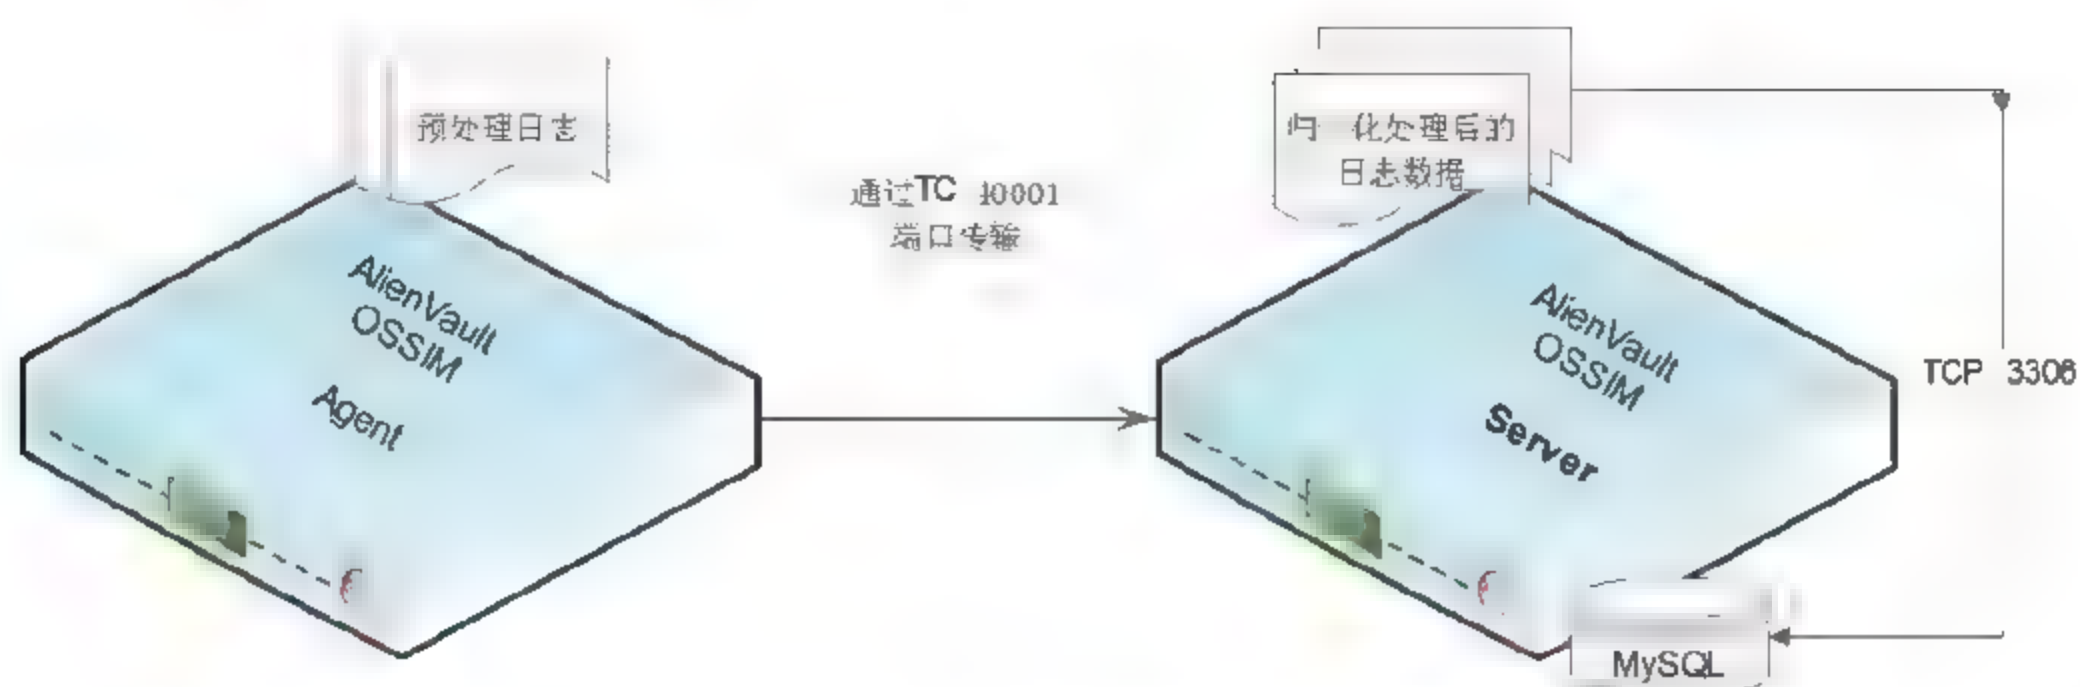 预处理日志
通过TC 40001
端口传输
归 化处理后的
日志数据
AlienVault
OSSIM
Agent
AlienVault
OSSIM
Server
TCP 3306
MySQL